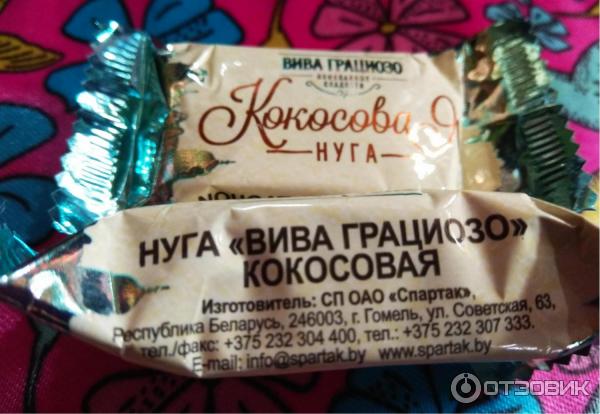 ВИВА ГРАЦИОЗО
Кокосовая
НУГА
НУГА «ВИВА ГРАЦИОЗО»
КОКОСОВАЯ
Изготовитель: СП ОАО «Спартак»,
Республика Беларусь, 246003, г. Гомель, ул. Советская, 63,
тел./факс: +375 232 304 400, тел.: +375 232 307 333.
E-mail: info@spartak.by www.spartak.by
ОТЗОВИК